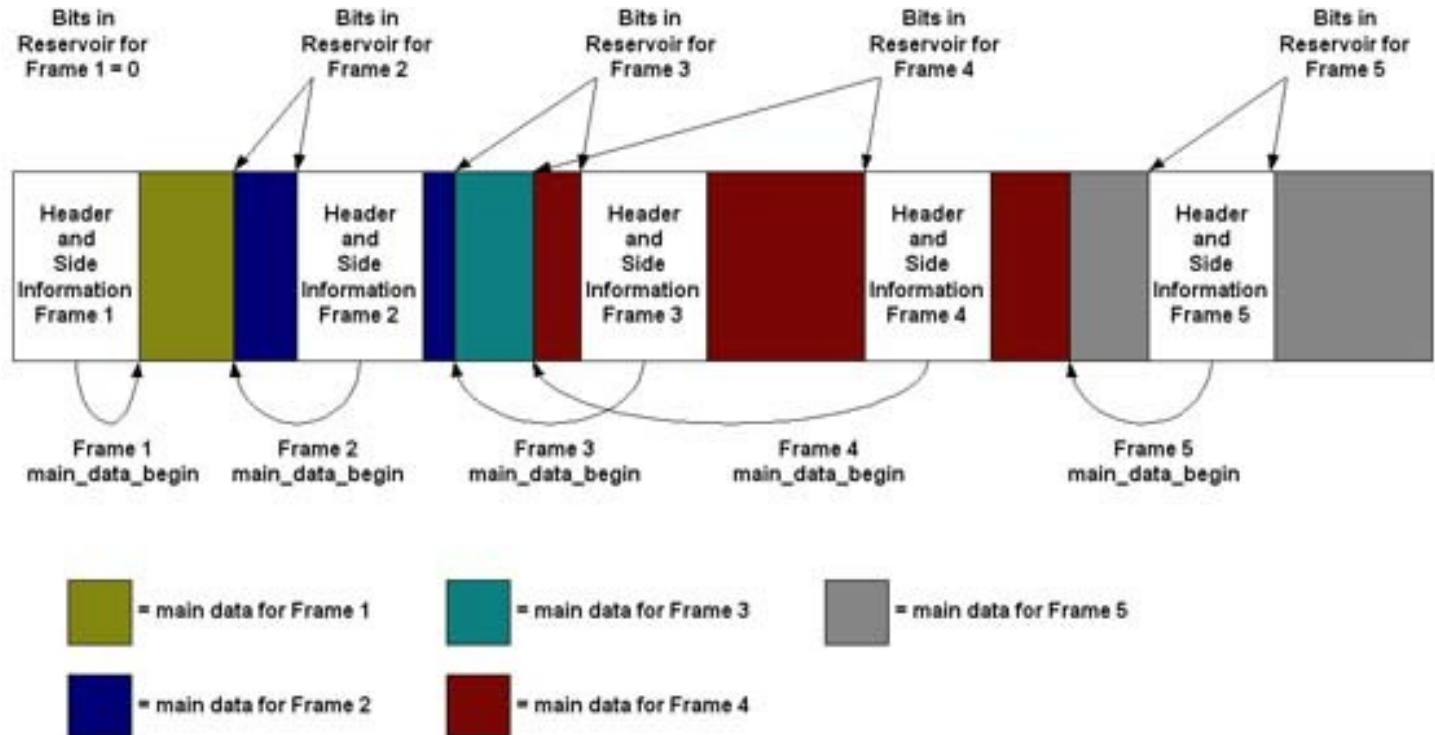 Bits in
Reservoir for
Frame 1 = 0
Bits in
Reservoir for
Frame 2
Bits in
Reservoir for
Frame 3
Bits in
Reservoir for
Frame 4
Bits in
Reservoir for
Frame 5
Header
and
Side
Information
Frame 1
Header
and
Side
Information
Frame 2
Header
and
Side
Information
Frame 3
Header
and
Side
Information
Frame 4
Header
and
Side
Information
Frame 5
Frame 1
main_data_begin
Frame 2
main_data_begin
Frame 3
main_data_begin
Frame 4
main_data_begin
Frame 5
main_data_begin
= main data for Frame 1
= main data for Frame 3
= main data for Frame 5
= main data for Frame 2
= main data for Frame 4